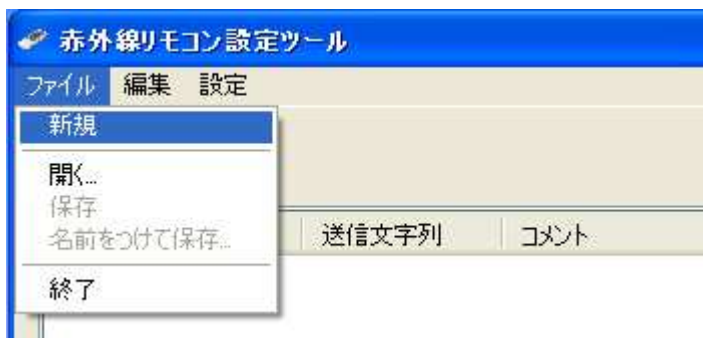 赤外線リモコン設定ツール
ファイル 編集 設定
新規
開く...
保存
名前をつけて保存...
送信文字列 コメント
終了